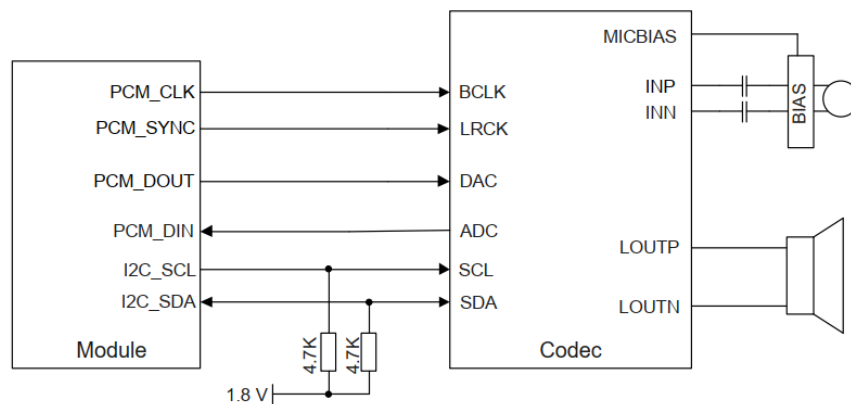 MICBIAS
PCM_CLK
BCLK
INP
PCM_SYNC
LRCK
INN
BIAS
PCM_DOUT
DAC
PCM_DIN
ADC
LOUTP
I2C_SCL
SCL
I2C_SDA
SDA
LOUTN
4.7K
4.7K
Module
Codec
1.8 V